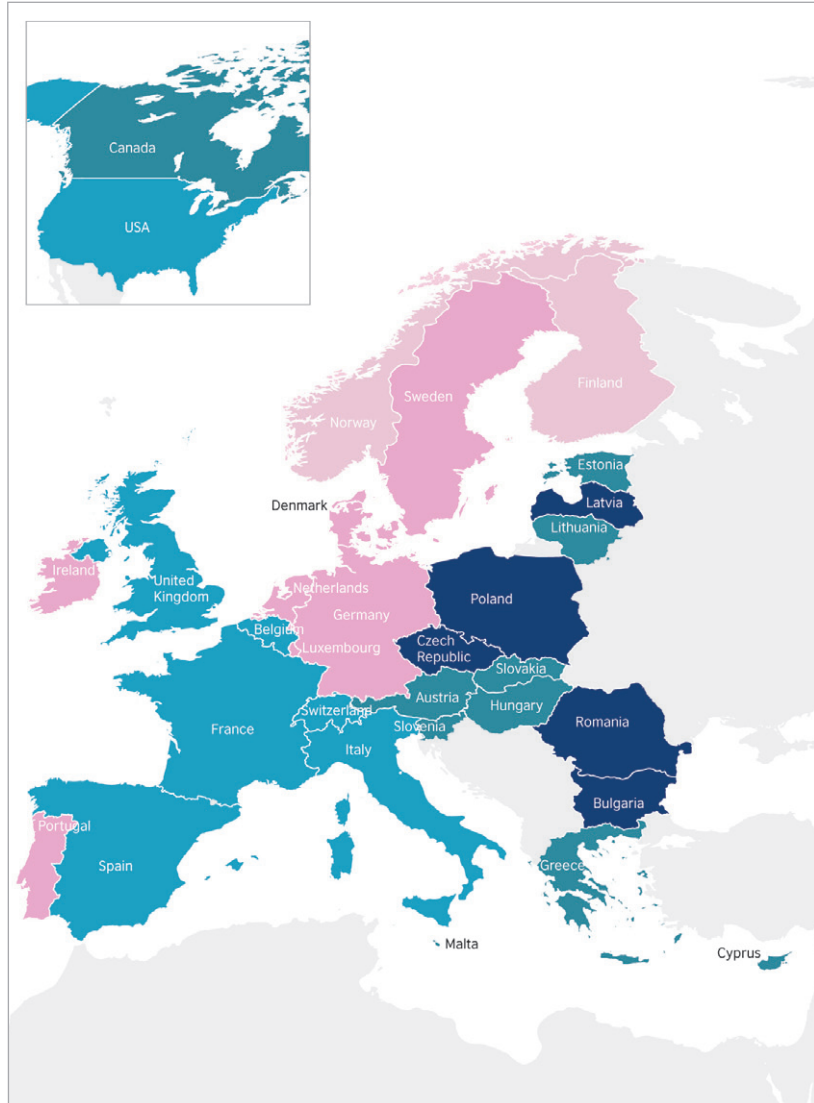 Canada
USA
Finland
Sweden
Norway
Estonia
Denmark
Latvia
Lithuania
Ireland
United
Kingdom
Netherlands
Germany
Poland
Belgium
Luxembourg
Czech
Republic
Slovakia
Austria
Hungary
Switzerland
Slovenia
Romania
France
Italy
Bulgaria
Portugal
Spain
Greece
Malta
Cyprus